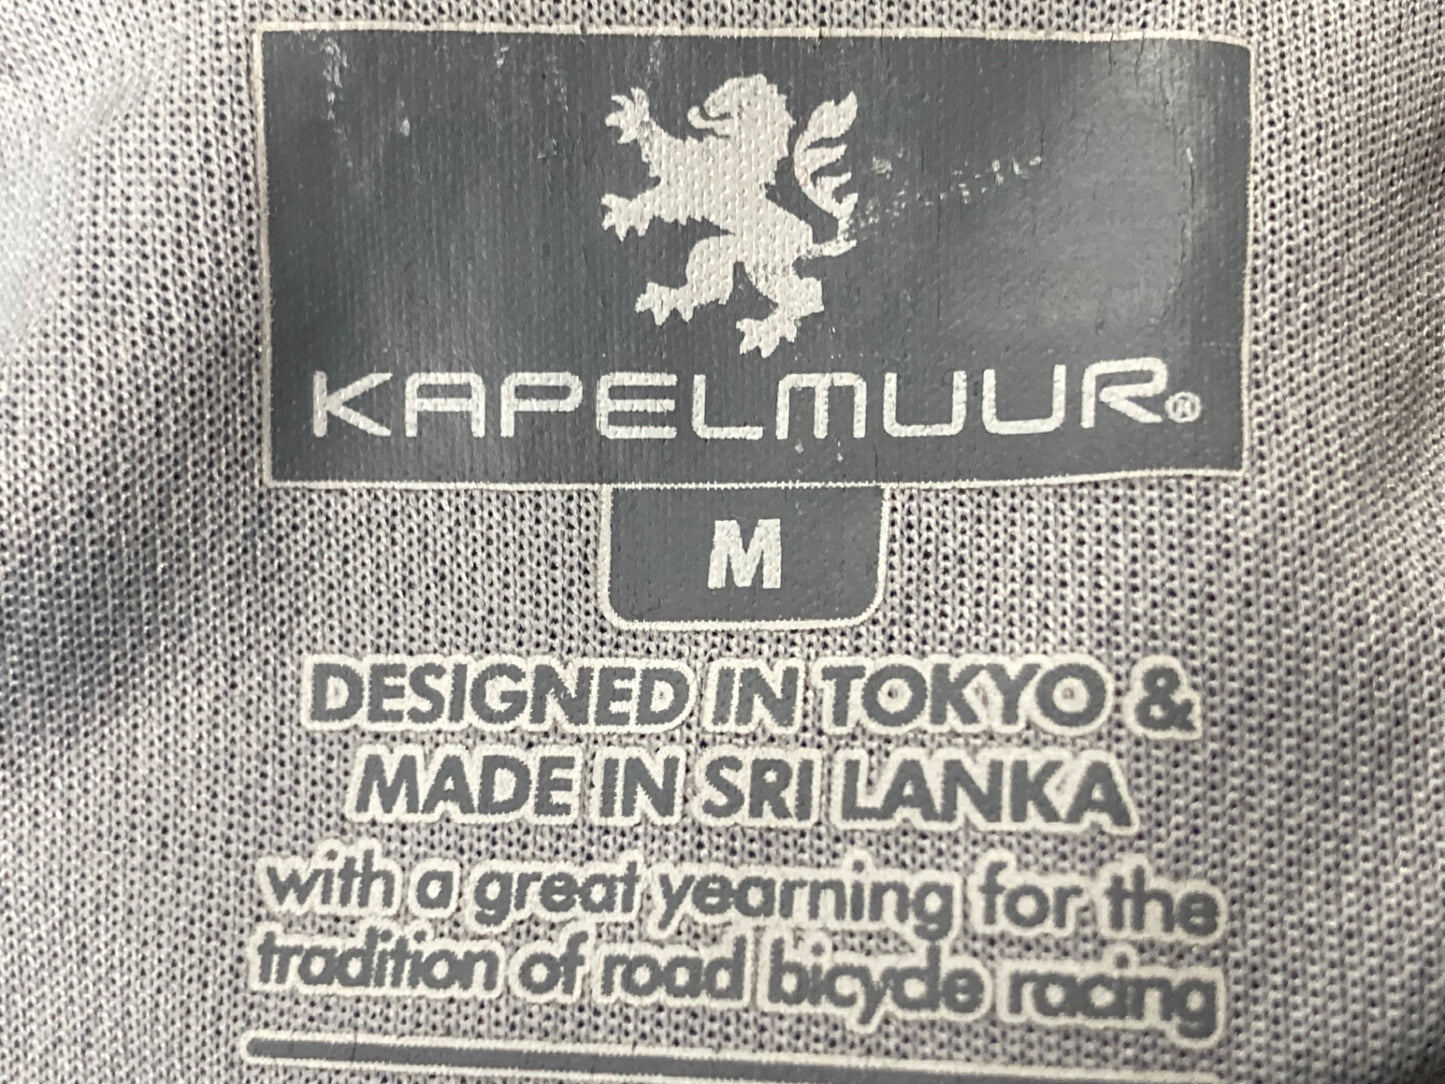 KAPELMUUR®
M
DESIGNED IN TOKYO &
MADE IN SRI LANKA
with a great yearning for the
tradition of road bicycle racing